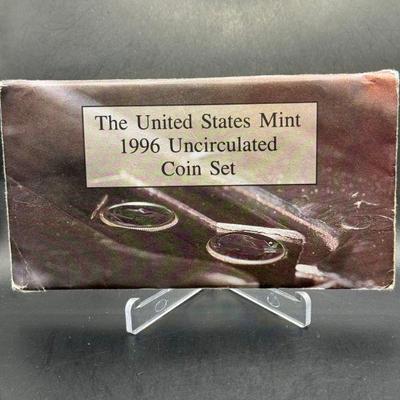 The United States Mint
1996 Uncirculated
Coin Set